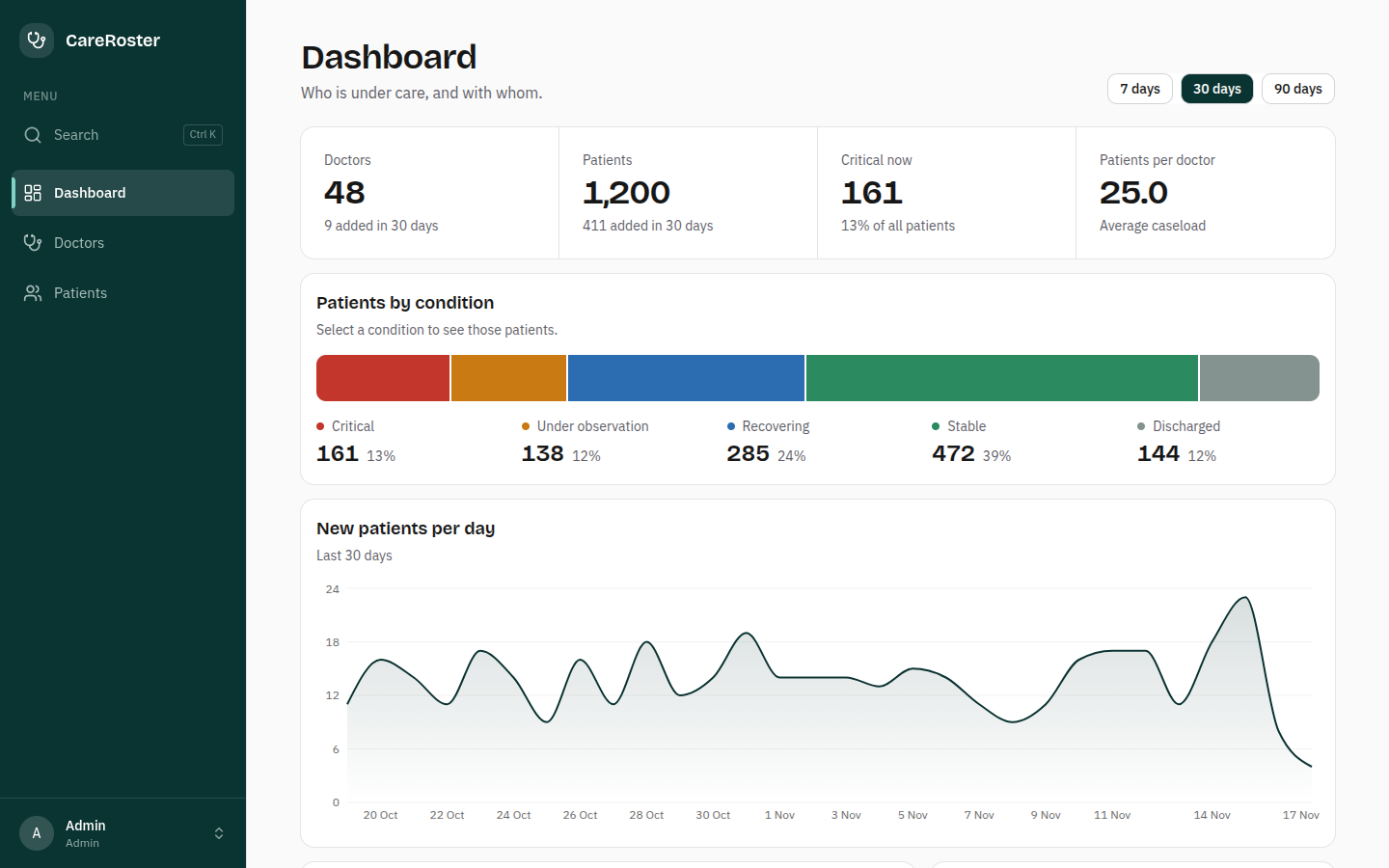 CareRoster
MENU
Search
Ctrl K
Dashboard
Doctors
Patients
A
Admin
Admin
Dashboard
Who is under care, and with whom.
7 days
30 days
90 days
Doctors
48
9 added in 30 days
Patients
1,200
411 added in 30 days
Critical now
161
13% of all patients
Patients per doctor
25.0
Average caseload
Patients by condition
Select a condition to see those patients.
Critical
161 13%
Under observation
138 12%
Recovering
285 24%
Stable
472 39%
Discharged
144 12%
New patients per day
Last 30 days
24
18
12
6
0
20 Oct
22 Oct
24 Oct
26 Oct
28 Oct
30 Oct
1 Nov
3 Nov
5 Nov
7 Nov
9 Nov
11 Nov
14 Nov
17 Nov